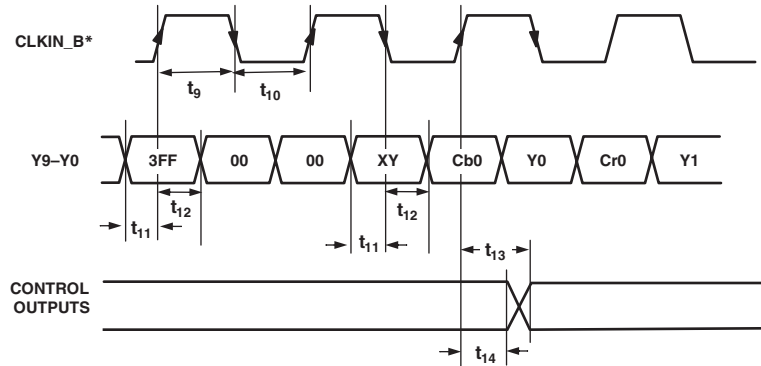 CLKIN_B*
t9
t10
Y9–Y0
3FF
00
00
XY
Cb0
Y0
Cr0
Y1
t12
t12
t11
t11
t13
CONTROL
OUTPUTS
t14